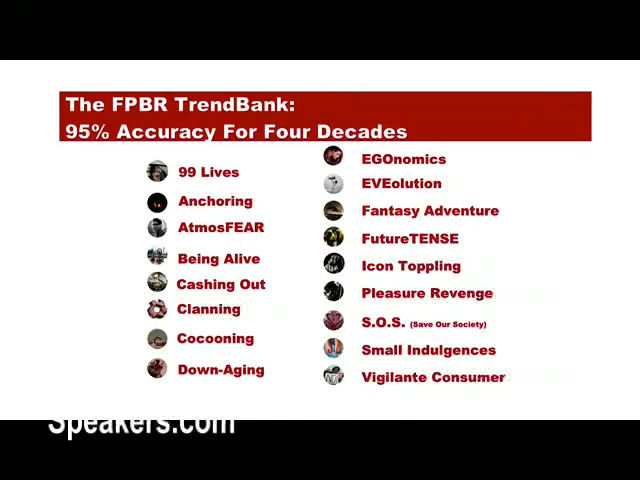 The FPBR TrendBank:
95% Accuracy For Four Decades
99 Lives
Anchoring
AtmosFEAR
Being Alive
Cashing Out
Clanning
Cocooning
Down-Aging
EGOnomics
EVEolution
Fantasy Adventure
FutureTENSE
Icon Toppling
Pleasure Revenge
S.O.S. (Save Our Society)
Small Indulgences
Vigilante Consumer
Speakers.com